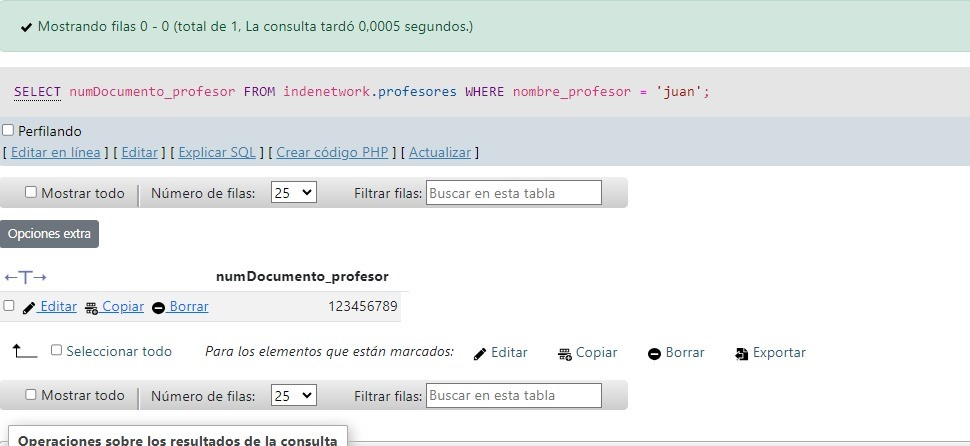 Mostrando filas 0 - 0 (total de 1, La consulta tardó 0,0005 segundos.)
SELECT numDocumento_profesor FROM indenetwork.profesores WHERE nombre_profesor = 'juan';
Perfilando
[ Editar en línea ] [ Editar ] [ Explicar SQL ] [ Crear código PHP ] [ Actualizar ]
Mostrar todo Número de filas: 25 Filtrar filas: Buscar en esta tabla
Opciones extra
←T→ numDocumento_profesor
Editar Copiar Borrar 123456789
Seleccionar todo Para los elementos que están marcados: Editar Copiar Borrar Exportar
Mostrar todo Número de filas: 25 Filtrar filas: Buscar en esta tabla
Operaciones sobre los resultados de la consulta